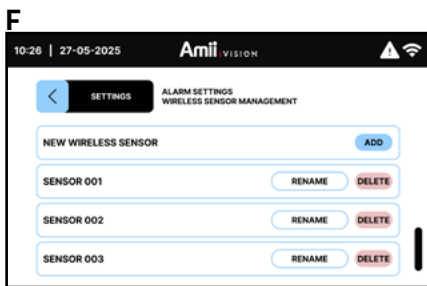 F
10:26 | 27-05-2025 Amii VISION
SETTINGS
ALARM SETTINGS
WIRELESS SENSOR MANAGEMENT
NEW WIRELESS SENSOR ADD
SENSOR 001 RENAME DELETE
SENSOR 002 RENAME DELETE
SENSOR 003 RENAME DELETE